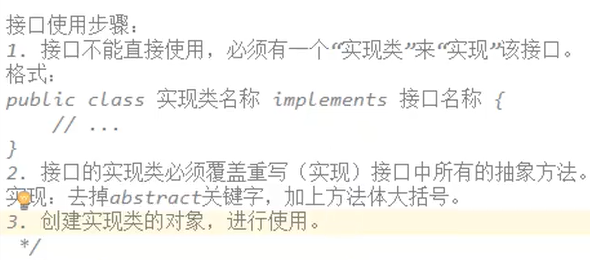 接口使用步骤：
1. 接口不能直接使用，必须有一个“实现类”来“实现”该接口。
格式：
public class 实现类名称 implements 接口名称 {
    // ...
}
2. 接口的实现类必须覆盖重写（实现）接口中所有的抽象方法。
实现：去掉abstract关键字，加上方法体大括号。
3. 创建实现类的对象，进行使用。
 */